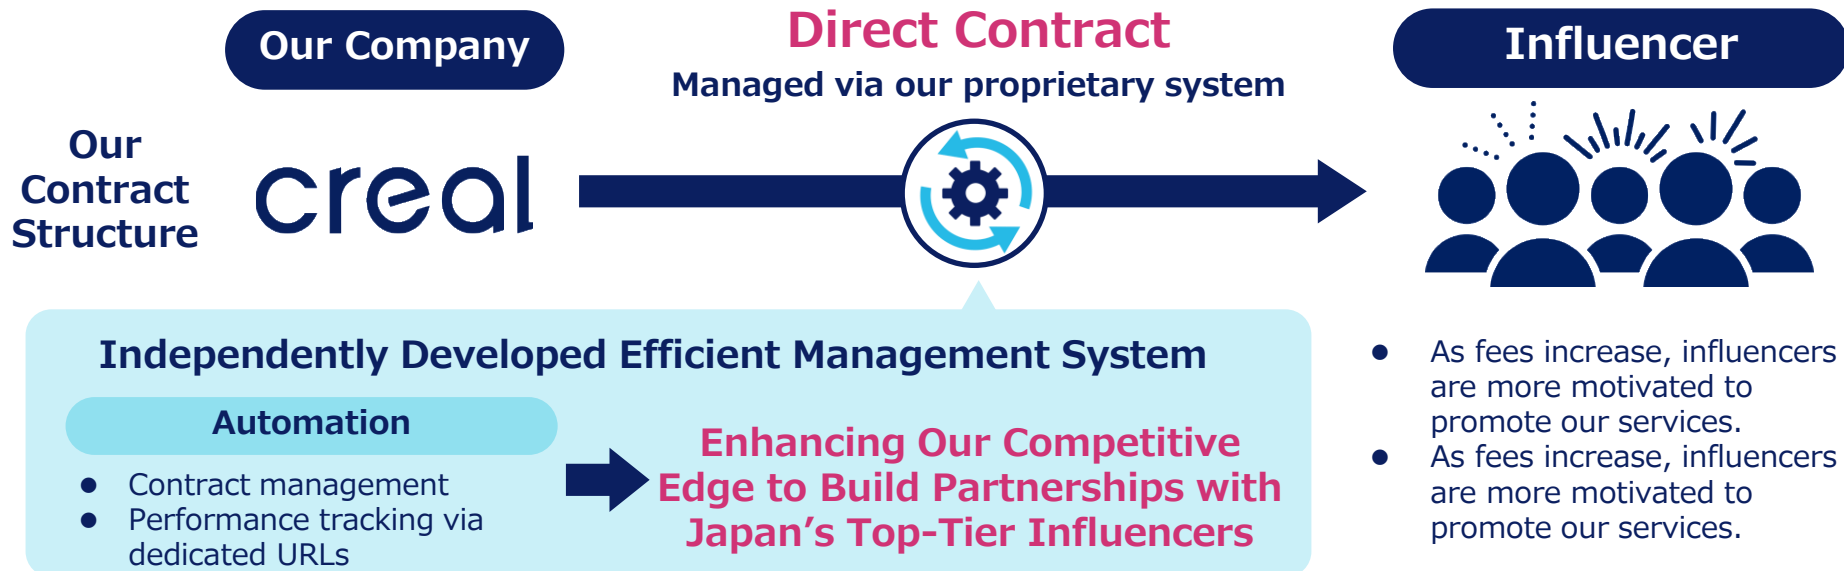 Our Company
Direct Contract
Managed via our proprietary system
Influencer
Our
Contract
Structure
creal
Independently Developed Efficient Management System
Automation
● Contract management
● Performance tracking via
dedicated URLs
Enhancing Our Competitive
Edge to Build Partnerships with
Japan’s Top-Tier Influencers
● As fees increase, influencers
are more motivated to
promote our services.
● As fees increase, influencers
are more motivated to
promote our services.